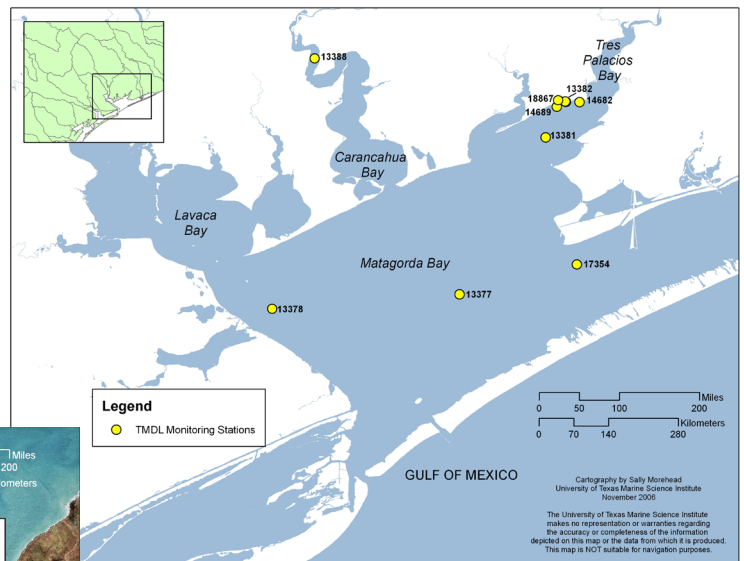 13388
Tres
Palacios
Bay
13382
18867
14682
14689
13381
Carancahua
Bay
Lavaca
Bay
Matagorda Bay
17354
13377
13378
Legend
TMDL Monitoring Stations
Miles
0 50 100 200
Kilometers
0 70 140 280
Miles
200
ometers
GULF OF MEXICO
Cartography by Sally Morehead
University of Texas Marine Science Institute
November 2006
The University of Texas Marine Science Institute
makes no representation or warranties regarding
the accuracy or completeness of the information
depicted on this map or the data from which it is produced.
This map is NOT suitable for navigation purposes.